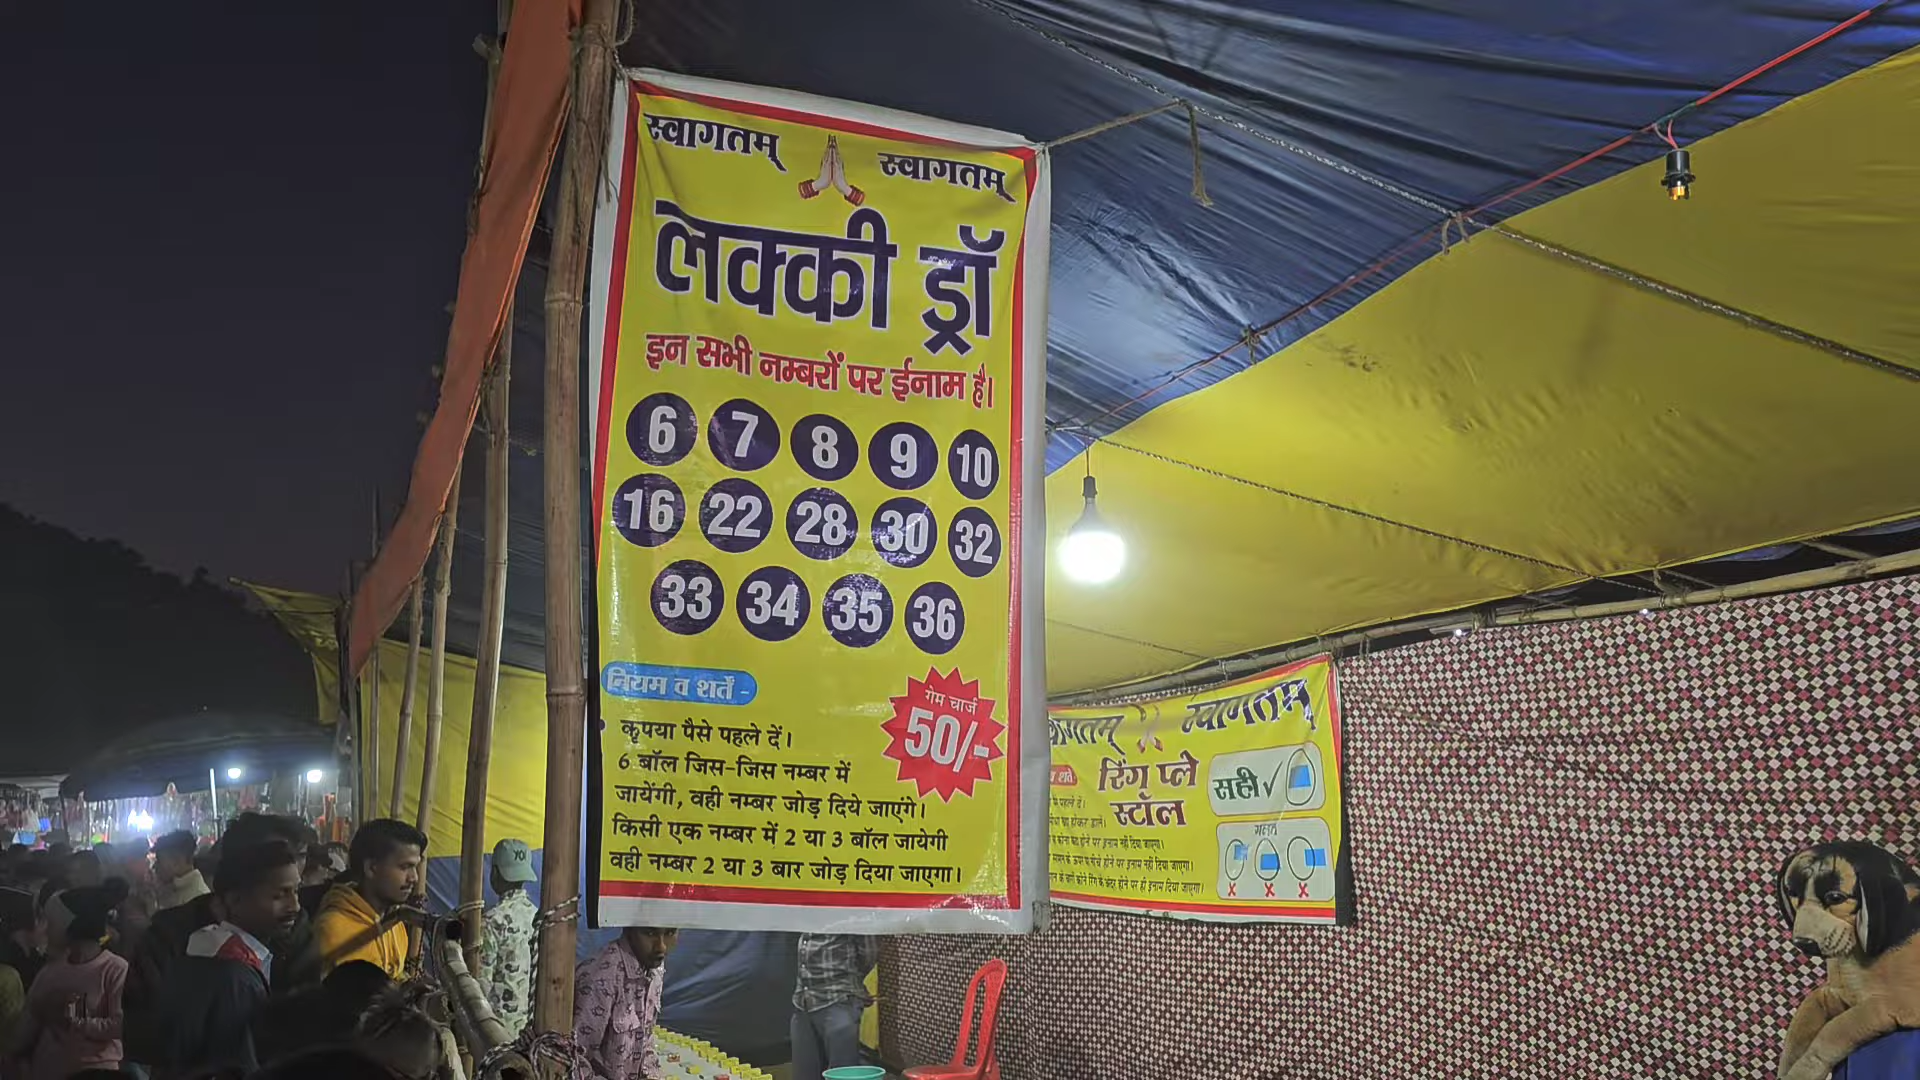 स्वागतम् स्वागतम्
लक्की ड्रॉ
इन सभी नम्बरों पर ईनाम है।
6 7 8 9 10
16 22 28 30 32
33 34 35 36
नियम व शर्ते -
गेम चार्ज
50/-
कृपया पैसे पहले दें।
6 बॉल जिस-जिस नम्बर में
जायेंगी, वही नम्बर जोड़ दिये जाएंगे।
किसी एक नम्बर में 2 या 3 बॉल जायेगी
वही नम्बर 2 या 3 बार जोड़ दिया जाएगा।
स्वागतम्
रिंग प्ले
स्टॉल
सही
गलत
YO!